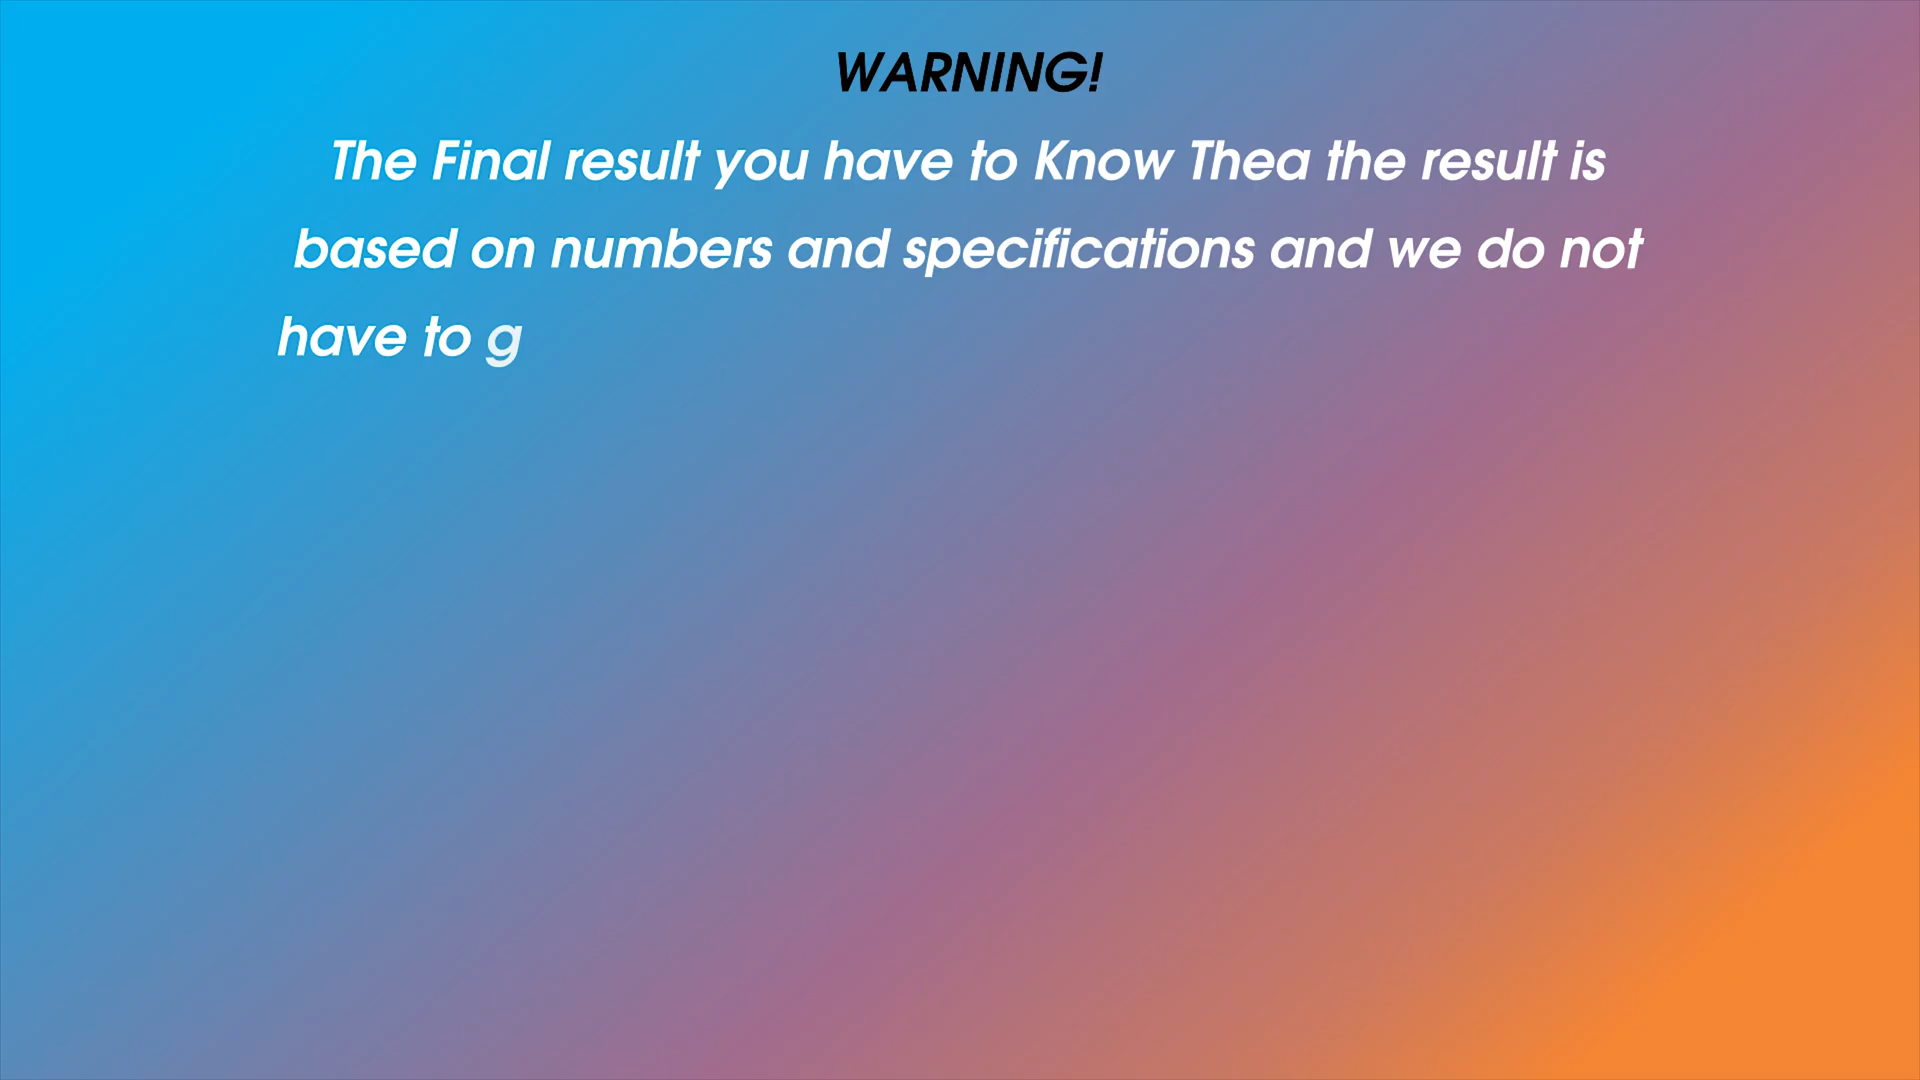 WARNING!
The Final result you have to Know Thea the result is
based on numbers and specifications and we do not
have to g